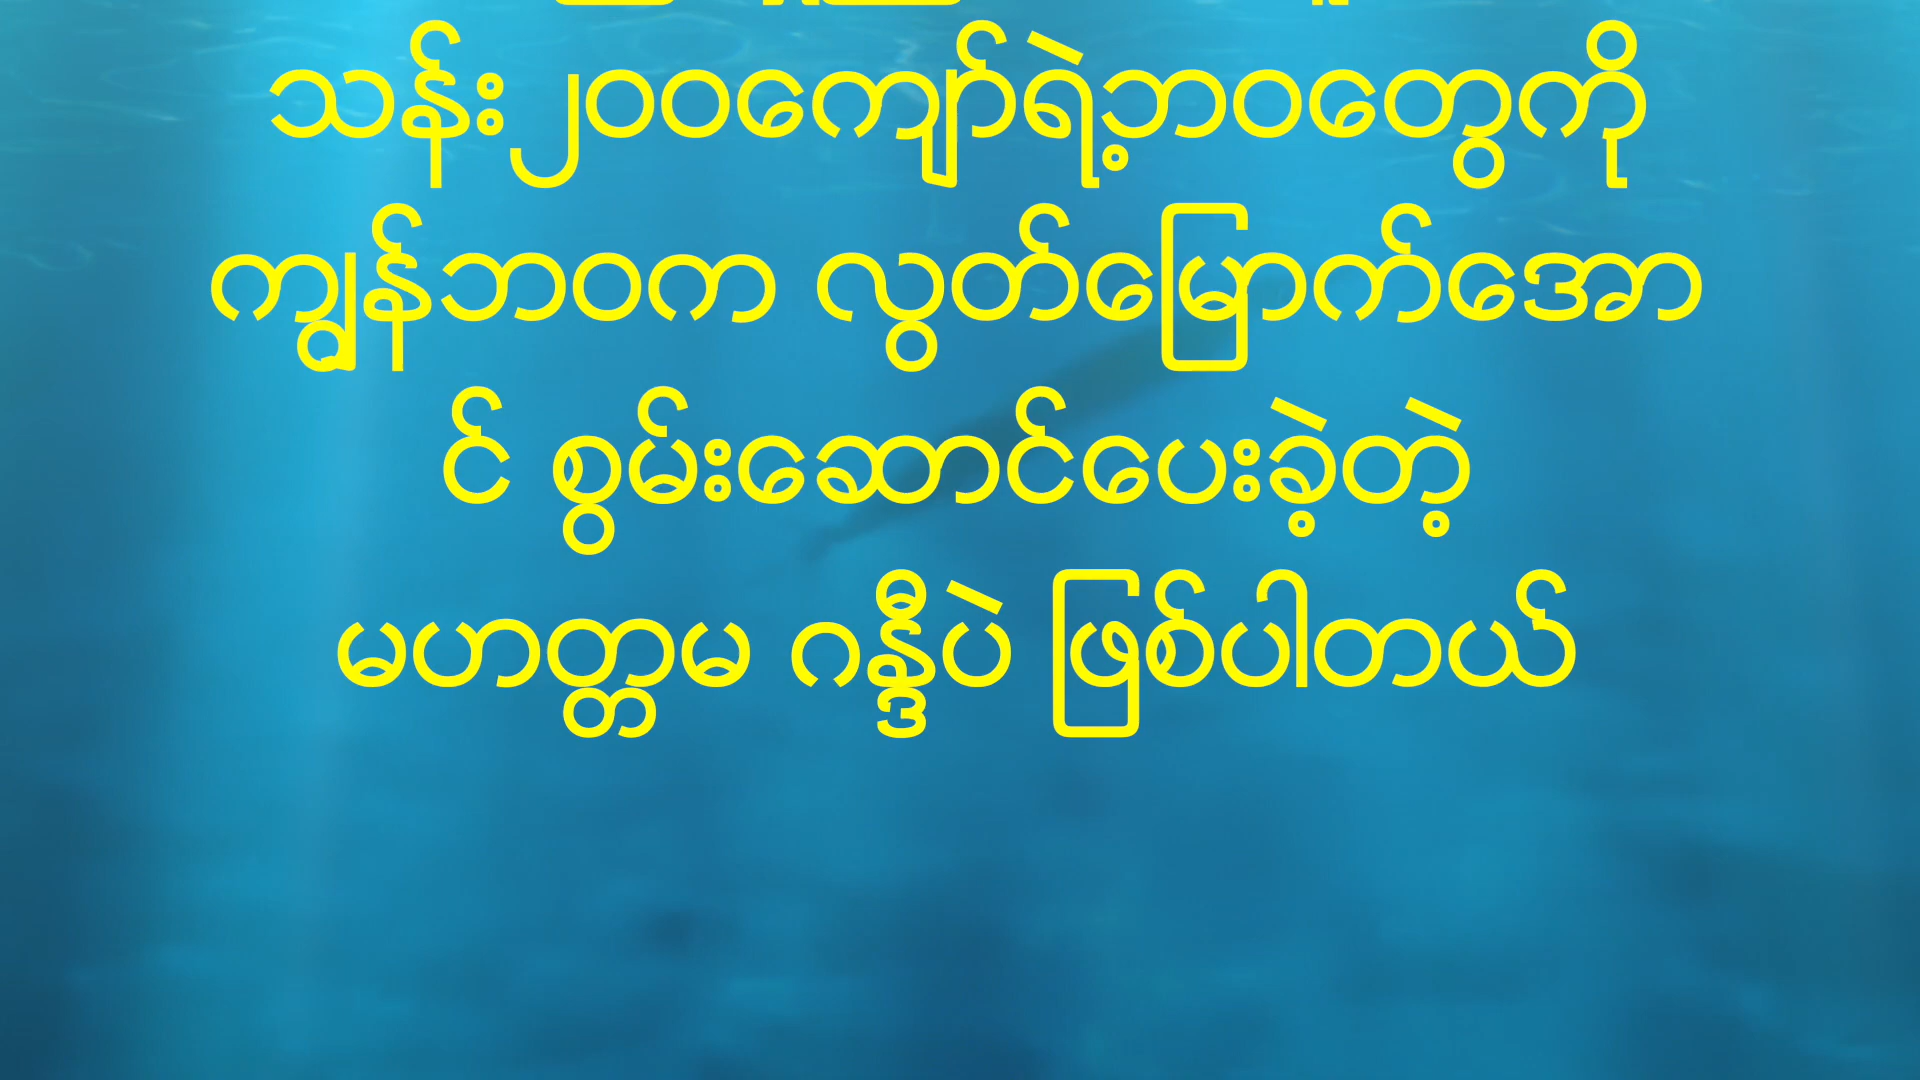 သန်း၂၀၀ကျော်ရဲ့ဘဝတွေကို
ကျွန်ဘဝက လွတ်မြောက်အော
င် စွမ်းဆောင်ပေးခဲ့တဲ့
မဟတ္တမ ဂန္ဒီပဲ ဖြစ်ပါတယ်